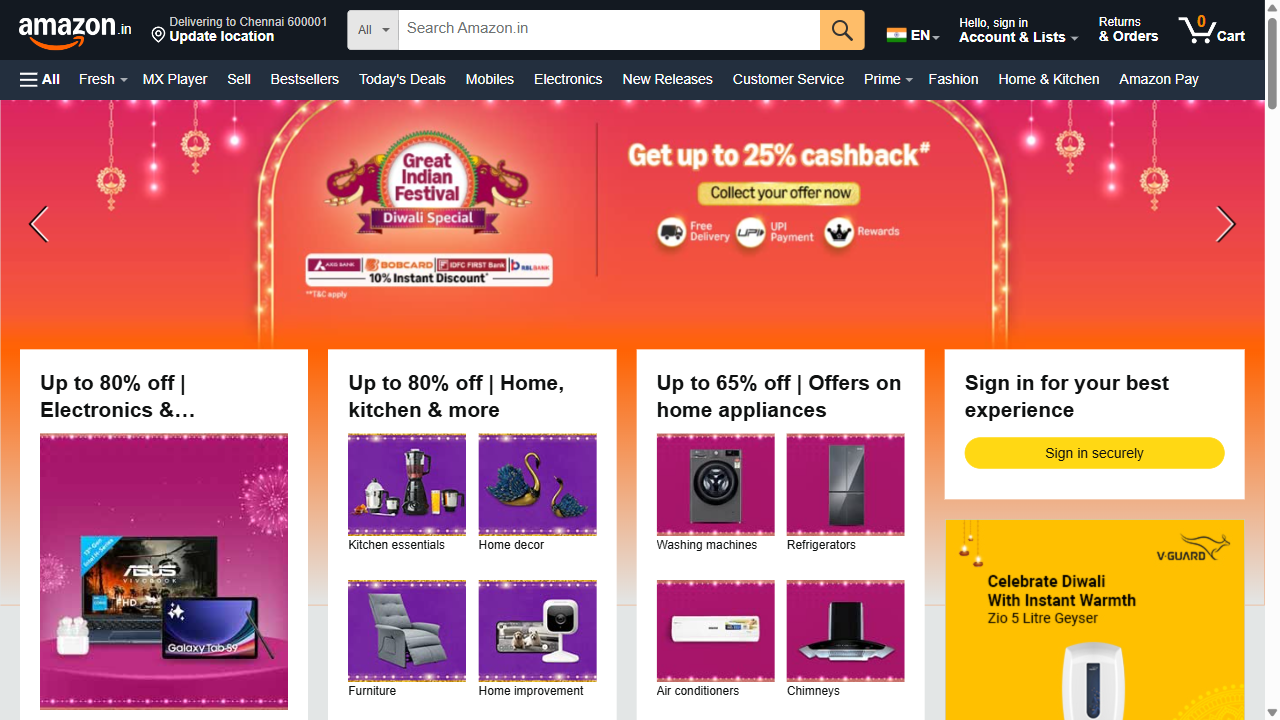 amazon.in
Delivering to Chennai 600001
Update location
All
Search Amazon.in
EN
Hello, sign in
Account & Lists
Returns
& Orders
0
Cart
All
Fresh
MX Player
Sell
Bestsellers
Today's Deals
Mobiles
Electronics
New Releases
Customer Service
Prime
Fashion
Home & Kitchen
Amazon Pay
Great
Indian
Festival
Diwali Special
AXIS BANK
BOBCARD
IDFC FIRST Bank
RBL BANK
10% Instant Discount*
**T&C apply
Get up to 25% cashback#
Collect your offer now
Free
Delivery
UPI
UPI
Payment
Rewards
Up to 80% off |
Electronics &…
ASUS
VIVOBOOK
FHD
Galaxy Tab S9
Up to 80% off | Home,
kitchen & more
Kitchen essentials
Home decor
Furniture
Home improvement
Up to 65% off | Offers on
home appliances
Washing machines
Refrigerators
Air conditioners
Chimneys
Sign in for your best
experience
Sign in securely
V-GUARD
Celebrate Diwali
With Instant Warmth
Zio 5 Litre Geyser